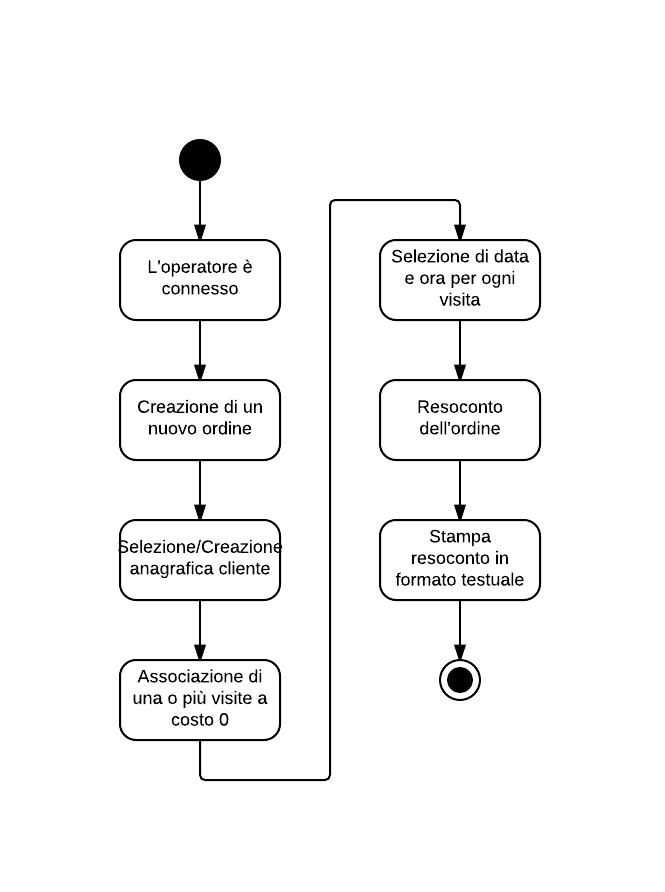 L'operatore è
connesso
Creazione di un
nuovo ordine
Selezione/Creazione
anagrafica cliente
Associazione di
una o più visite a
costo 0
Selezione di data
e ora per ogni
visita
Resoconto
dell'ordine
Stampa
resoconto in
formato testuale